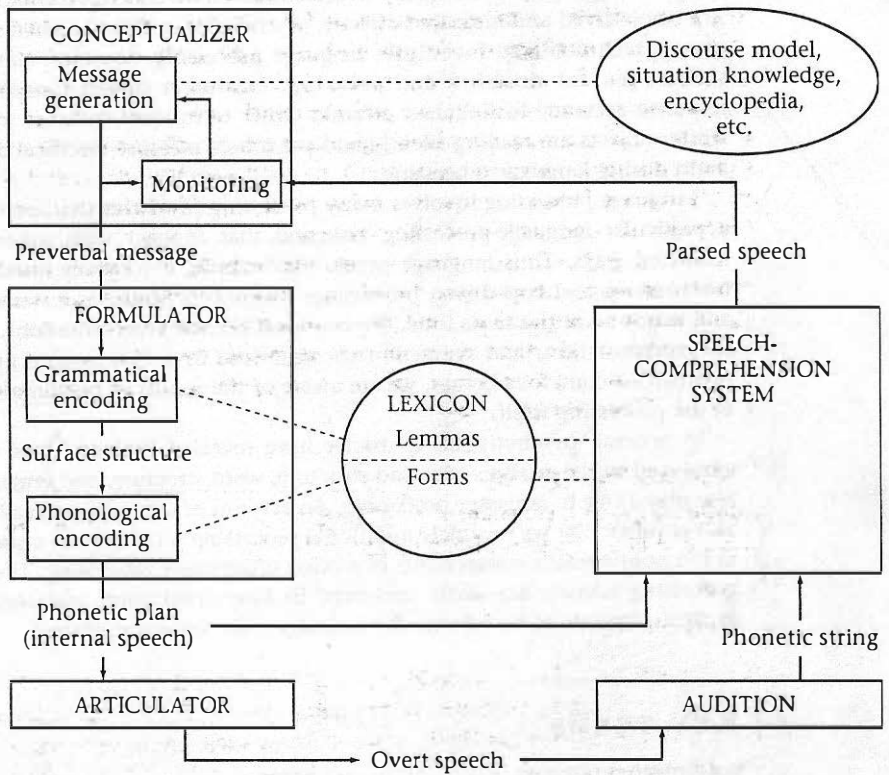 CONCEPTUALIZER
Message
generation
Monitoring
Discourse model,
situation knowledge,
encyclopedia,
etc.
Preverbal message
Parsed speech
FORMULATOR
Grammatical
encoding
Surface structure
Phonological
encoding
LEXICON
Lemmas
Forms
SPEECH-
COMPREHENSION
SYSTEM
Phonetic plan
(internal speech)
Phonetic string
ARTICULATOR
AUDITION
Overt speech